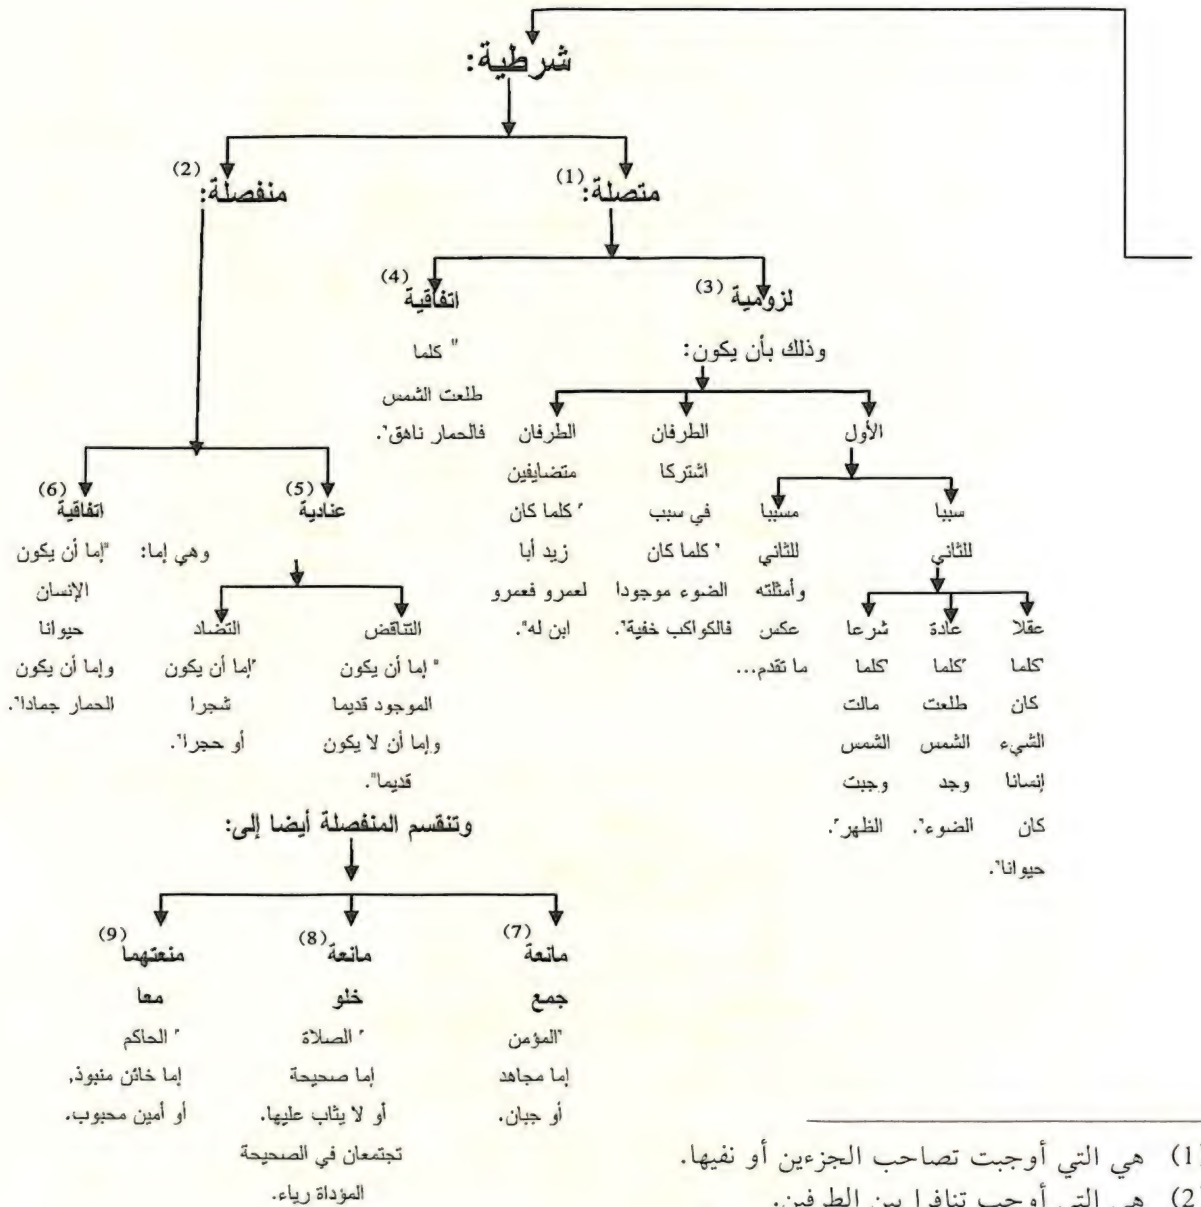 شرطية:
متصلة:(1)
منفصلة:(2)
لزومية(3)
اتفاقية(4)
وذلك بأن يكون:
" كلما
طلعت الشمس
فالحمار ناهق".
الأول
سببا
للثاني
عقلا
"كلما
كان
الشيء
إنسانا
كان
حيوانا".
عادة
"كلما
طلعت
الشمس
وجد
الضوء".
شرعا
"كلما
مالت
الشمس
وجبت
الظهر".
مسببا
للثاني
وأمثلته
عكس
ما تقدم...
الطرفان
اشتركا
في سبب
" كلما كان
الضوء موجودا
فالكواكب خفية".
الطرفان
متضايفين
" كلما كان
زيد أبا
لعمرو فعمرو
ابن له".
عنادية(5)
وهي إما:
التناقض
" إما أن يكون
الموجود قديما
وإما أن لا يكون
قديما".
التضاد
"إما أن يكون
شجرا
أو حجرا".
اتفاقية(6)
"إما أن يكون
الإنسان
حيوانا
وإما أن يكون
الحمار جمادا".
وتنقسم المنفصلة أيضا إلى:
مانعة(7)
جمع
"المؤمن
إما مجاهد
أو جبان.
مانعة(8)
خلو
" الصلاة
إما صحيحة
أو لا يثاب عليها.
تجتمعان في الصحيحة
المؤداة رياء.
منعتهما(9)
معا
" الحاكم
إما خائن منبوذ,
أو أمين محبوب.
(1) هي التي أوجبت تصاحب الجزءين أو نفيها.
(2) هي التي أوجب تنافرا بين الطرفين.